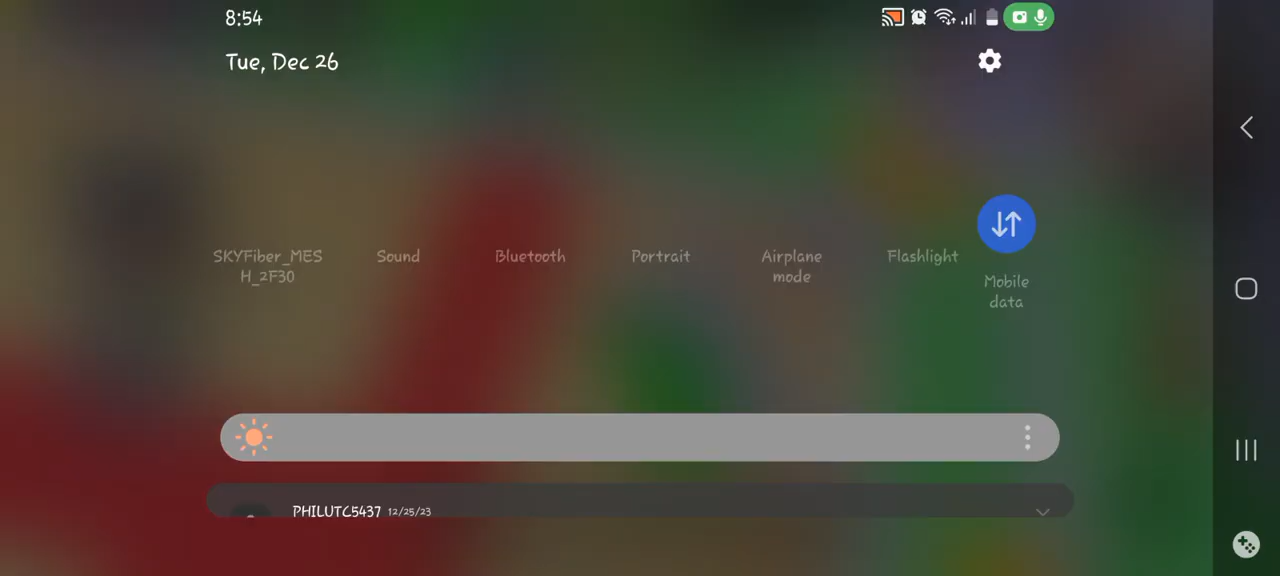 8:54
Tue, Dec 26
SKYFiber_MES
H_2F30
Sound
Bluetooth
Portrait
Airplane
mode
Flashlight
Mobile
data
PHILUTC5437 12/25/23